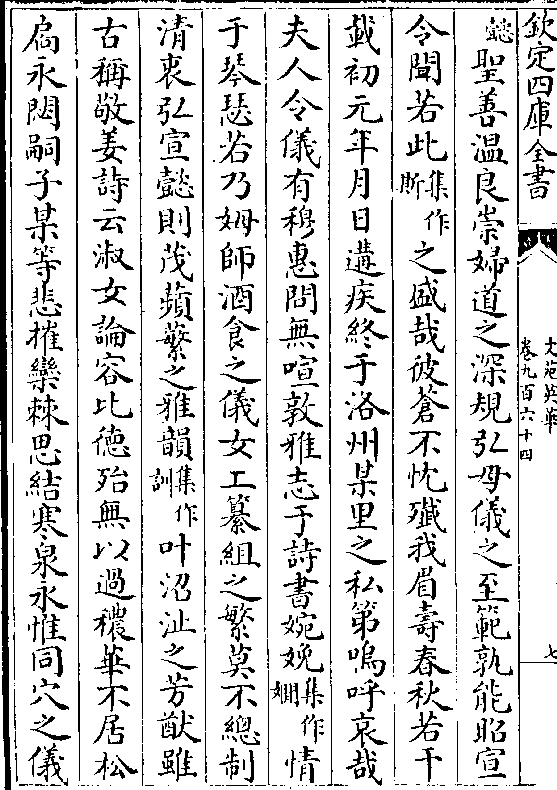 欽定四庫全書
文苑英華
卷九百六十四
七
懿聖善溫良崇婦道之深規弘母儀之至範孰能昭宣
令聞若此集作斯之盛哉彼蒼不忱殲我眉壽春秋若干
載初元年月日遘疾終于洛州某里之私第嗚呼哀哉
夫人令儀有穆惠問無喧敦雅志于詩書婉娩集作嫻情
于琴瑟若乃姆師酒食之儀女工纂組之繁莫不總制
清衷弘宣懿則茂蘋蘩之雅韻集作訓叶沼沚之芳猷雖
古稱敬姜詩云淑女論容比德殆無以過穠華不居松
扃永閟嗣子某等悲摧欒棘思結寒泉永惟同穴之儀